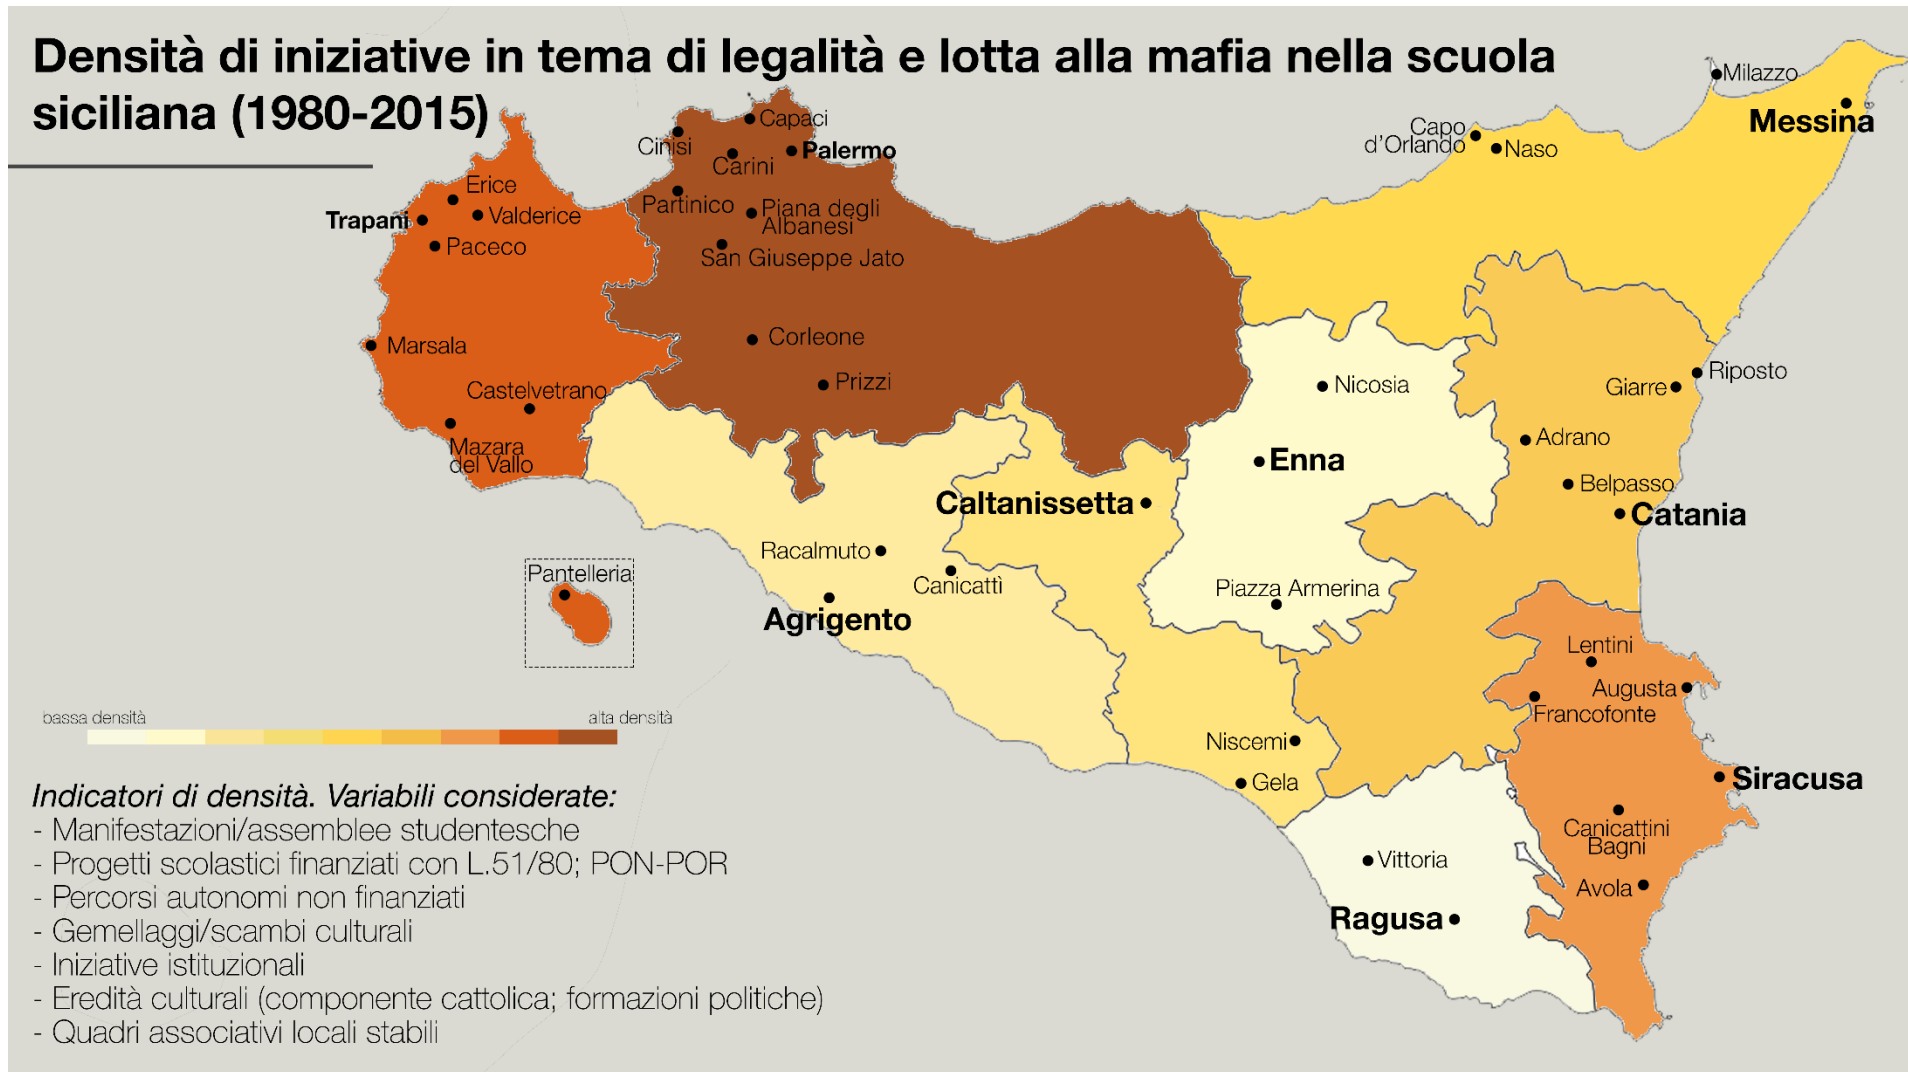 Densità di iniziative in tema di legalità e lotta alla mafia nella scuola
siciliana (1980-2015)
Milazzo
Messina
Capo
d'Orlando
Naso
Capaci
Cinisi
Carini
Palermo
Partinico
Piana degli
Albanesi
San Giuseppe Jato
Corleone
Prizzi
Erice
Valderice
Trapani
Paceco
Marsala
Castelvetrano
Mazara
del Vallo
Nicosia
Enna
Piazza Armerina
Riposto
Giarre
Adrano
Belpasso
Catania
Caltanissetta
Racalmuto
Canicattì
Agrigento
Pantelleria
Niscemi
Gela
Lentini
Augusta
Francofonte
Siracusa
Canicattini
Bagni
Avola
Vittoria
Ragusa
bassa densità
alta densità
Indicatori di densità. Variabili considerate:
- Manifestazioni/assemblee studentesche
- Progetti scolastici finanziati con L.51/80; PON-POR
- Percorsi autonomi non finanziati
- Gemellaggi/scambi culturali
- Iniziative istituzionali
- Eredità culturali (componente cattolica; formazioni politiche)
- Quadri associativi locali stabili